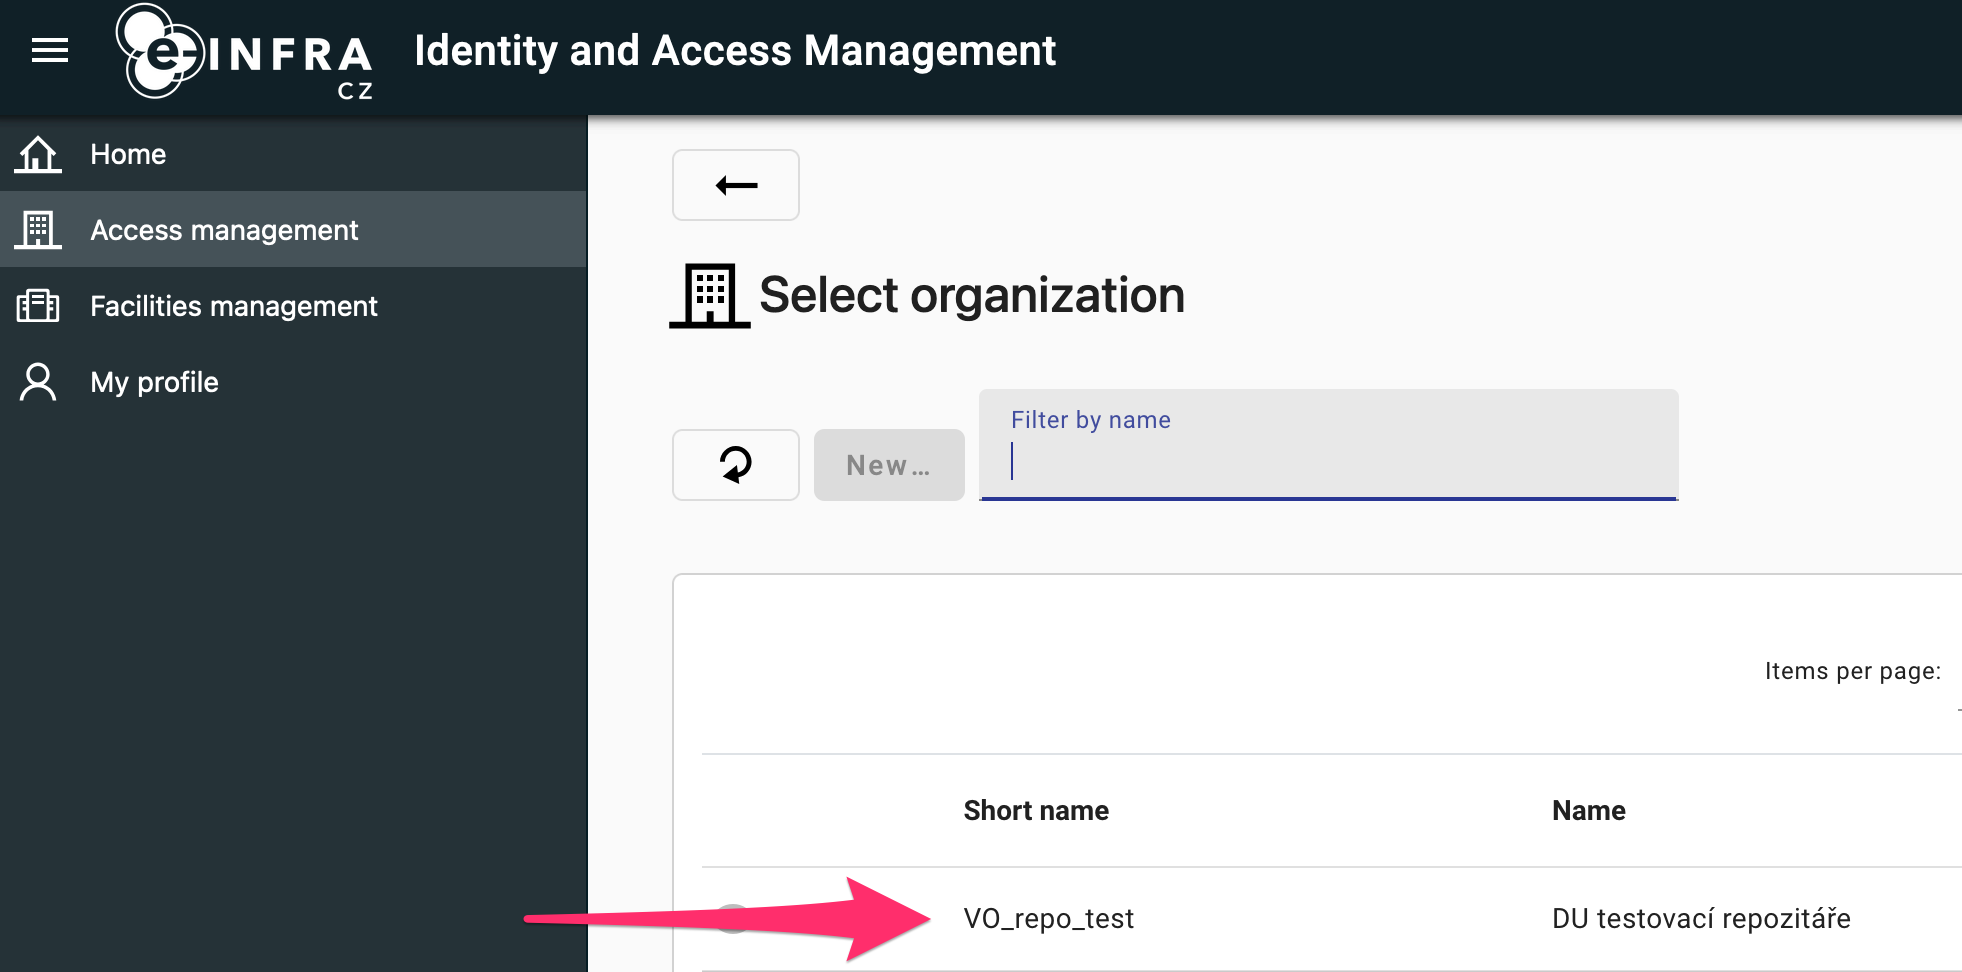 e-INFRA CZ
Identity and Access Management
Home
Access management
Facilities management
My profile
Select organization
New…
Filter by name
Items per page:
Short name Name
VO_repo_test DU testovací repozitáře